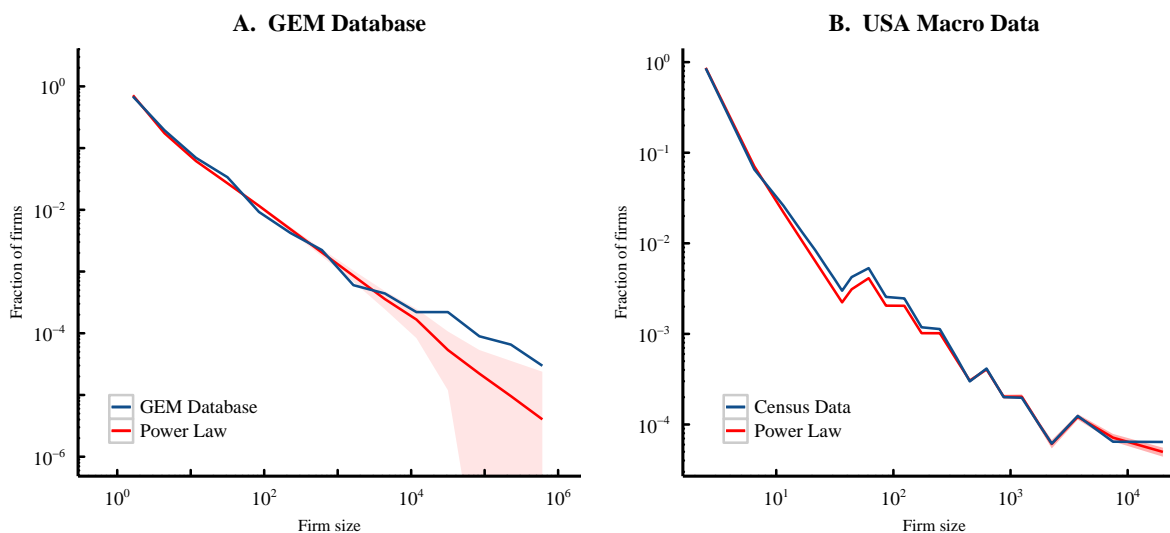 A. GEM Database
Fraction of firms
10^0
10^−2
10^−4
10^−6
GEM Database
Power Law
10^0
10^2
10^4
10^6
Firm size
B. USA Macro Data
Fraction of firms
10^0
10^−1
10^−2
10^−3
10^−4
Census Data
Power Law
10^1
10^2
10^3
10^4
Firm size